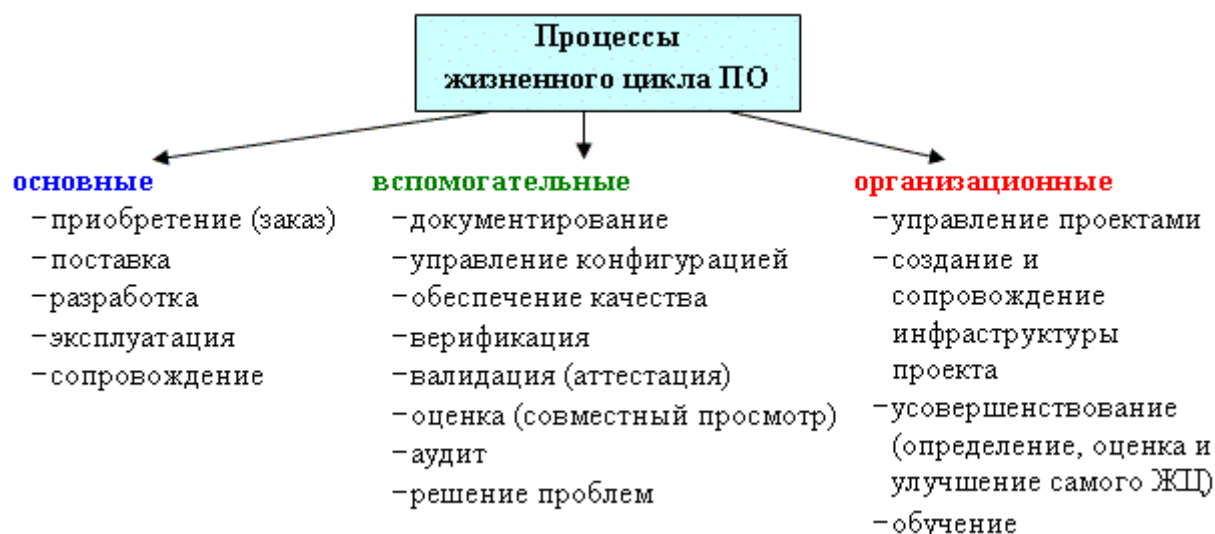 Процессы
жизненного цикла ПО
основные
−приобретение (заказ)
−поставка
−разработка
−эксплуатация
−сопровождение
вспомогательные
−документирование
−управление конфигурацией
−обеспечение качества
−верификация
−валидация (аттестация)
−оценка (совместный просмотр)
−аудит
−решение проблем
организационные
−управление проектами
−создание и
сопровождение
инфраструктуры
проекта
−усовершенствование
(определение, оценка и
улучшение самого ЖЦ)
−обучение